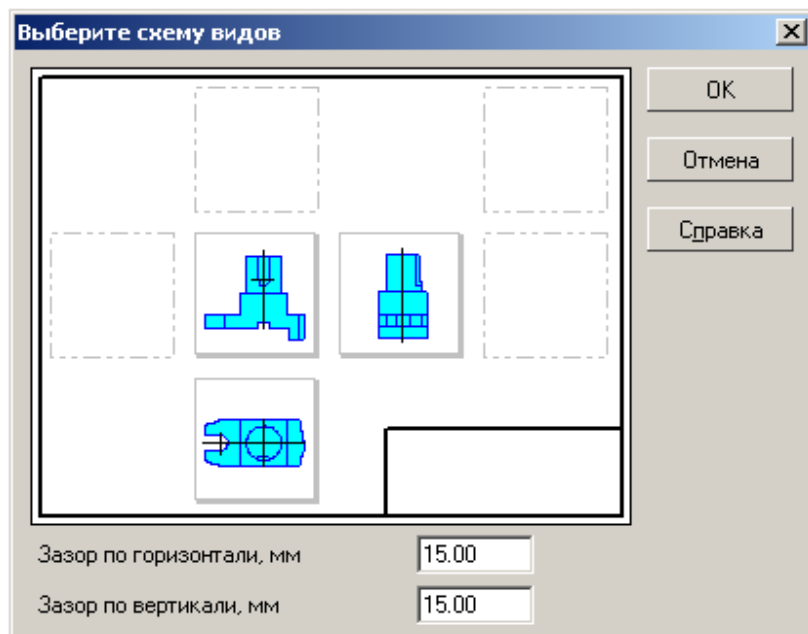 Выберите схему видов
OK
Отмена
Справка
Зазор по горизонтали, мм 15.00
Зазор по вертикали, мм 15.00